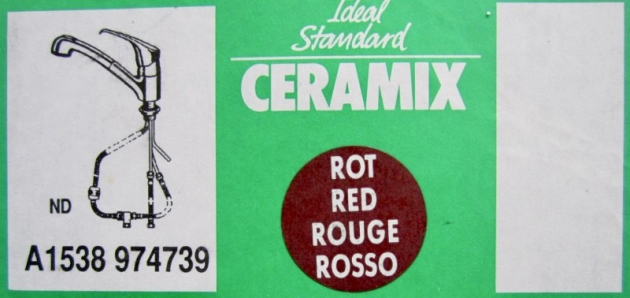 Ideal
Standard
CERAMIX
ROT
RED
ROUGE
ROSSO
ND
A1538 974739